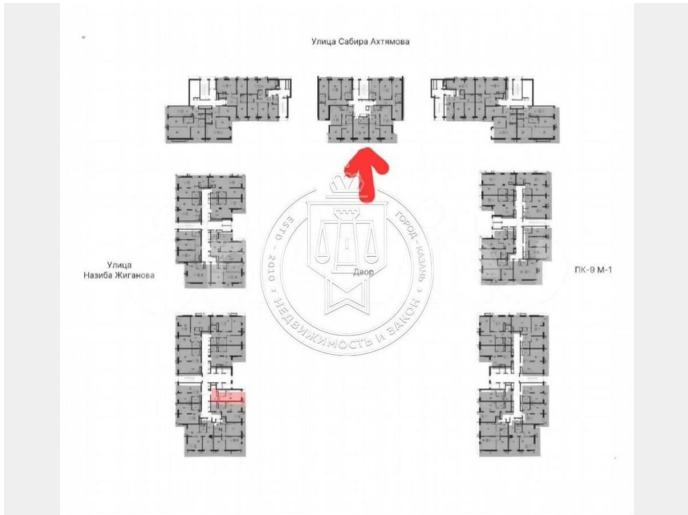 Улица Сабира Ахтямова
Улица
Назиба Жиганова
Двор
ПК-9 М-1
ESTD - 2010
ГОРОД - КАЗАНЬ
НЕДВИЖИМОСТЬ И ЗАКОН